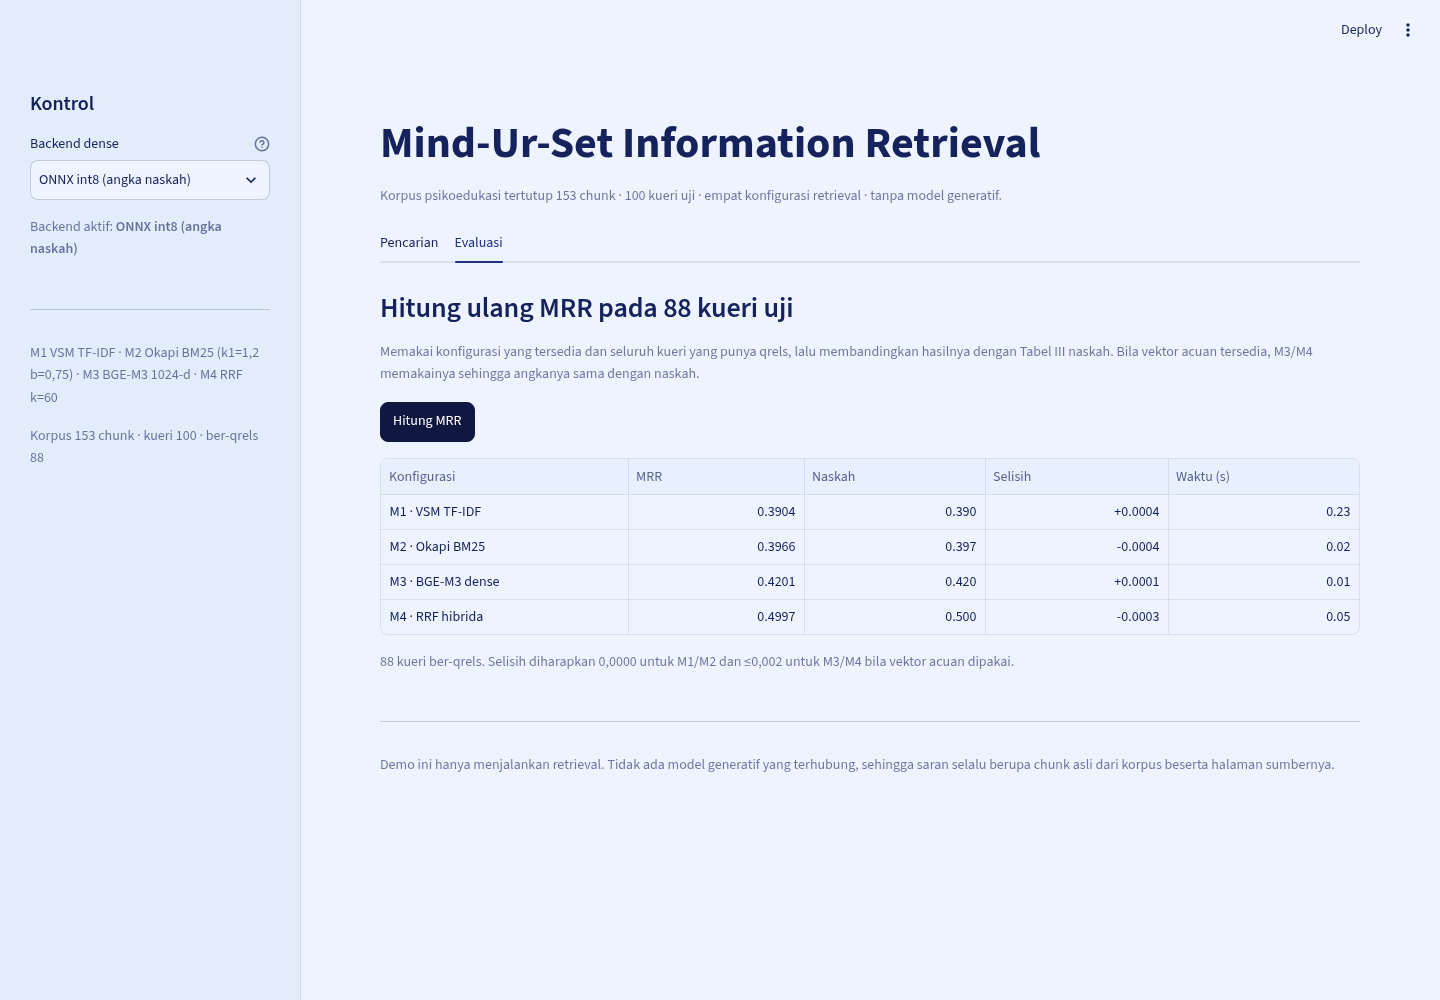 Deploy
Kontrol
Backend dense
ONNX int8 (angka naskah)
Backend aktif: ONNX int8 (angka
naskah)
M1 VSM TF-IDF · M2 Okapi BM25 (k1=1,2
b=0,75) · M3 BGE-M3 1024-d · M4 RRF
k=60
Korpus 153 chunk · kueri 100 · ber-qrels
88
Mind-Ur-Set Information Retrieval
Korpus psikoedukasi tertutup 153 chunk · 100 kueri uji · empat konfigurasi retrieval · tanpa model generatif.
Pencarian Evaluasi
Hitung ulang MRR pada 88 kueri uji
Memakai konfigurasi yang tersedia dan seluruh kueri yang punya qrels, lalu membandingkan hasilnya dengan Tabel III naskah. Bila vektor acuan tersedia, M3/M4
memakainya sehingga angkanya sama dengan naskah.
Hitung MRR
Konfigurasi MRR Naskah Selisih Waktu (s)
M1 · VSM TF-IDF 0.3904 0.390 +0.0004 0.23
M2 · Okapi BM25 0.3966 0.397 -0.0004 0.02
M3 · BGE-M3 dense 0.4201 0.420 +0.0001 0.01
M4 · RRF hibrida 0.4997 0.500 -0.0003 0.05
88 kueri ber-qrels. Selisih diharapkan 0,0000 untuk M1/M2 dan ≤0,002 untuk M3/M4 bila vektor acuan dipakai.
Demo ini hanya menjalankan retrieval. Tidak ada model generatif yang terhubung, sehingga saran selalu berupa chunk asli dari korpus beserta halaman sumbernya.